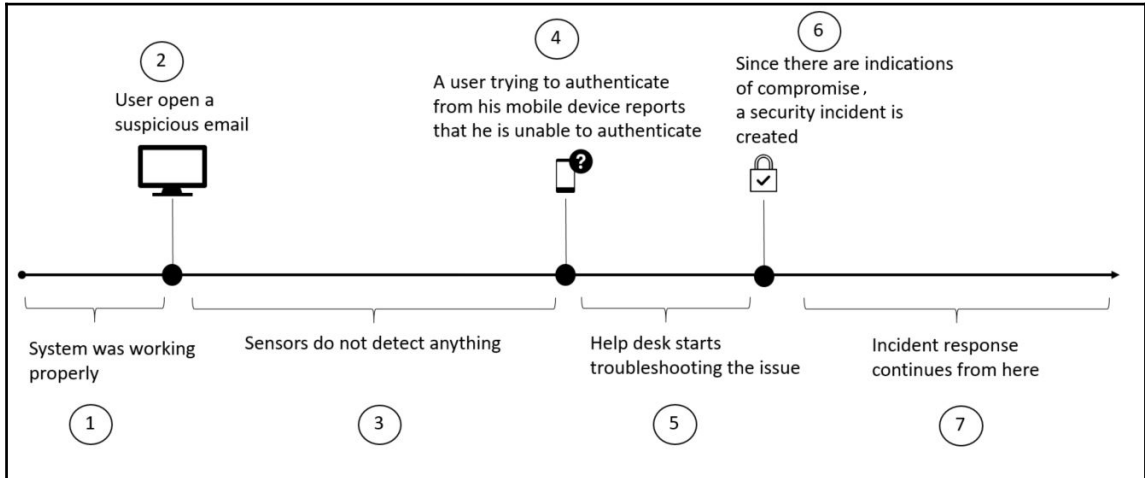 2
User open a
suspicious email
4
A user trying to authenticate
from his mobile device reports
that he is unable to authenticate
?
6
Since there are indications
of compromise,
a security incident is
created
System was working
properly
1
Sensors do not detect anything
3
Help desk starts
troubleshooting the issue
5
Incident response
continues from here
7